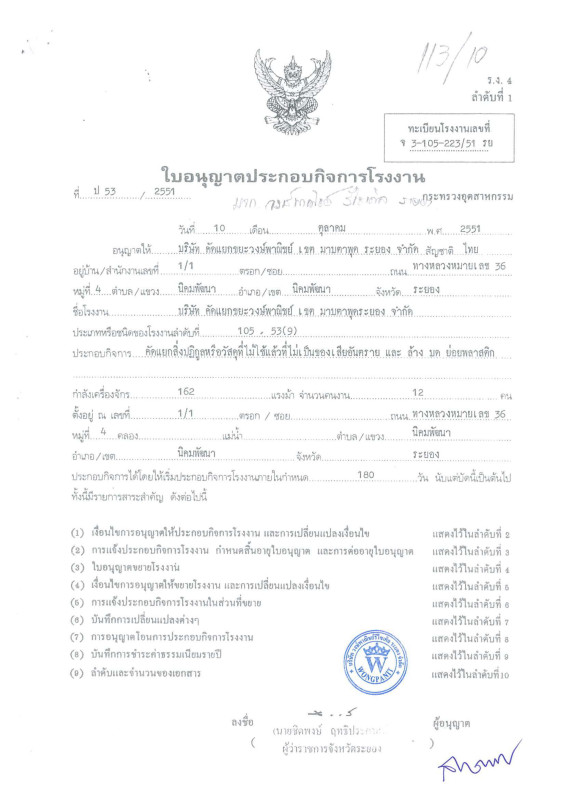 113/10
ร.ง. 4
ลำดับที่ 1
ทะเบียนโรงงานเลขที่
จ 3-105-223/51 รย
ใบอนุญาตประกอบกิจการโรงงาน
ที่ ป 53 / 2551
กระทรวงอุตสาหกรรม
วันที่ 10 เดือน ตุลาคม พ.ศ. 2551
อนุญาตให้ บริษัท คัดแยกขยะวงษ์พาณิชย์ เขต มาบตาพุด ระยอง จำกัด สัญชาติ ไทย
อยู่บ้าน/สำนักงานเลขที่ 1/1 ตรอก/ซอย ถนน ทางหลวงหมายเลข 36
หมู่ที่ 4 ตำบล/แขวง นิคมพัฒนา อำเภอ/เขต นิคมพัฒนา จังหวัด ระยอง
ชื่อโรงงาน บริษัท คัดแยกขยะวงษ์พาณิชย์ เขต มาบตาพุดระยอง จำกัด
ประเภทหรือชนิดของโรงงานลำดับที่ 105 , 53(9)
ประกอบกิจการ คัดแยกสิ่งปฏิกูลหรือวัสดุที่ไม่ใช้แล้วที่ไม่เป็นของเสียอันตราย และ ล้าง บด ย่อยพลาสติก
กำลังเครื่องจักร 162 แรงม้า จำนวนคนงาน 12 คน
ตั้งอยู่ ณ เลขที่ 1/1 ตรอก / ซอย ถนน ทางหลวงหมายเลข 36
หมู่ที่ 4 คลอง แม่น้ำ ตำบล/แขวง นิคมพัฒนา
อำเภอ/เขต นิคมพัฒนา จังหวัด ระยอง
ประกอบกิจการได้โดยให้เริ่มประกอบกิจการโรงงานภายในกำหนด 180 วัน นับแต่บัดนี้เป็นต้นไป
ทั้งนี้มีรายการสาระสำคัญ ดังต่อไปนี้
(1) เงื่อนไขการอนุญาตให้ประกอบกิจการโรงงาน และการเปลี่ยนแปลงเงื่อนไข แสดงไว้ในลำดับที่ 2
(2) การแจ้งประกอบกิจการโรงงาน กำหนดสิ้นอายุใบอนุญาต และการต่ออายุใบอนุญาต แสดงไว้ในลำดับที่ 3
(3) ใบอนุญาตขยายโรงงาน แสดงไว้ในลำดับที่ 4
(4) เงื่อนไขการอนุญาตให้ขยายโรงงาน และการเปลี่ยนแปลงเงื่อนไข แสดงไว้ในลำดับที่ 5
(5) การแจ้งประกอบกิจการโรงงานในส่วนที่ขยาย แสดงไว้ในลำดับที่ 6
(6) บันทึกการเปลี่ยนแปลงต่างๆ แสดงไว้ในลำดับที่ 7
(7) การอนุญาตโอนการประกอบกิจการโรงงาน แสดงไว้ในลำดับที่ 8
(8) บันทึกการชำระค่าธรรมเนียมรายปี แสดงไว้ในลำดับที่ 9
(9) ลำดับและจำนวนของเอกสาร แสดงไว้ในลำดับที่10
W
WONGPANIT
ลงชื่อ ผู้อนุญาต
(นายชิดพงษ์
( )
ผู้ว่าราชการจังหวัดระยอง